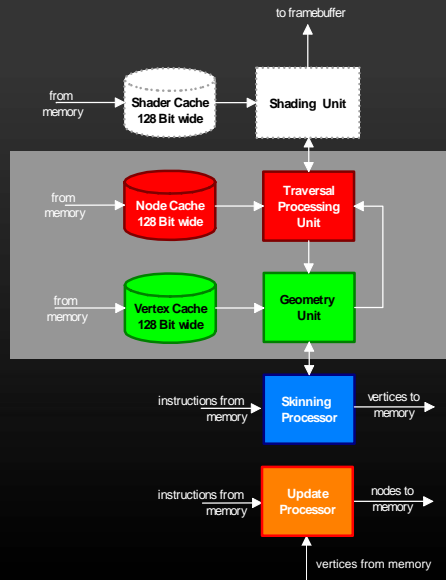 to framebuffer
from
memory
Shader Cache
128 Bit wide
Shading Unit
from
memory
Node Cache
128 Bit wide
Traversal
Processing
Unit
from
memory
Vertex Cache
128 Bit wide
Geometry
Unit
instructions from
memory
Skinning
Processor
vertices to
memory
instructions from
memory
Update
Processor
nodes to
memory
vertices from memory